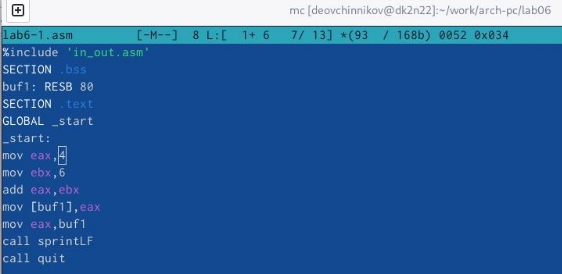 mc [deovchinnikov@dk2n22]:~/work/arch-pc/lab06
lab6-1.asm [-M--] 8 L:[ 1+ 6 7/ 13] *(93 / 168b) 0052 0x034
%include 'in_out.asm'
SECTION .bss
buf1: RESB 80
SECTION .text
GLOBAL _start
_start:
mov eax,4
mov ebx,6
add eax,ebx
mov [buf1],eax
mov eax,buf1
call sprintLF
call quit